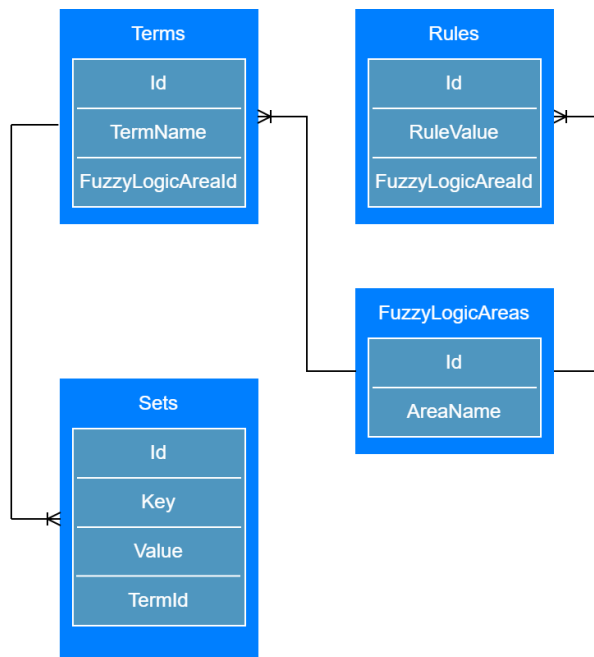 Terms
Id
TermName
FuzzyLogicAreaId
Rules
Id
RuleValue
FuzzyLogicAreaId
FuzzyLogicAreas
Id
AreaName
Sets
Id
Key
Value
TermId